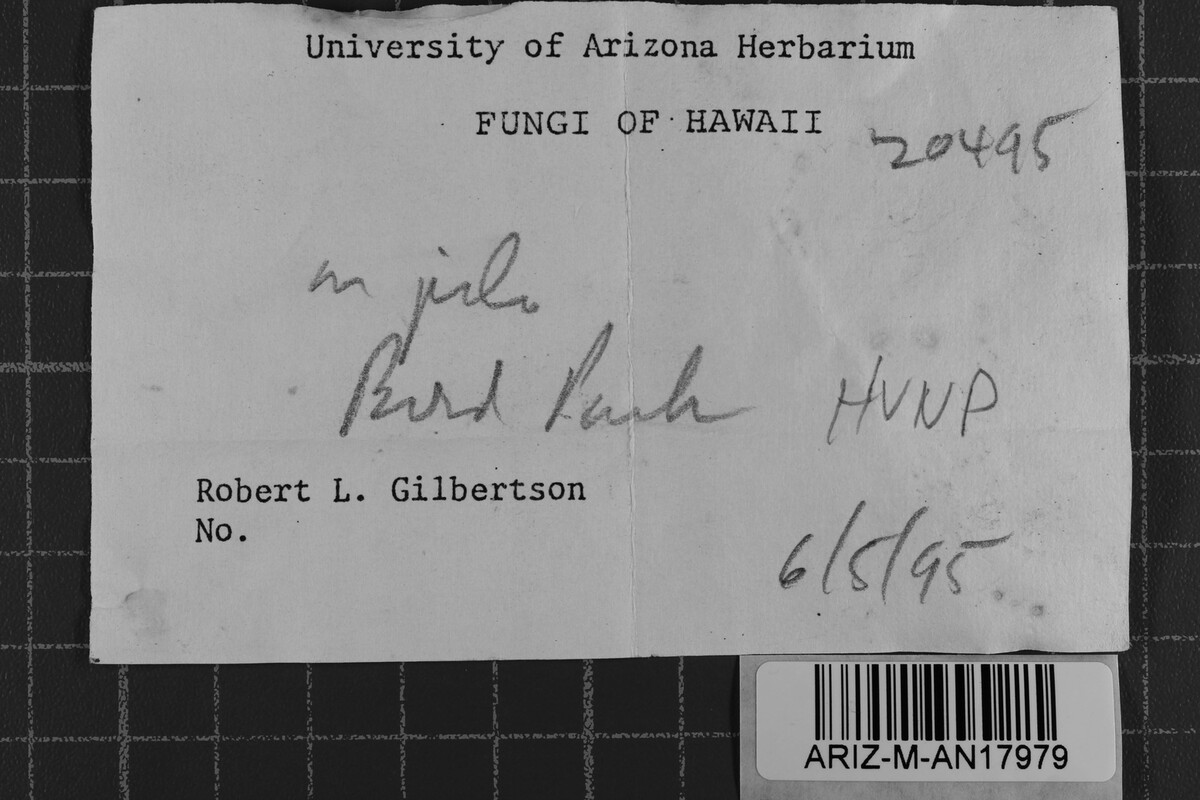 University of Arizona Herbarium
FUNGI OF HAWAII
20495
on pilo
Bird Park HVNP
Robert L. Gilbertson
No.
6/5/95
ARIZ-M-AN17979